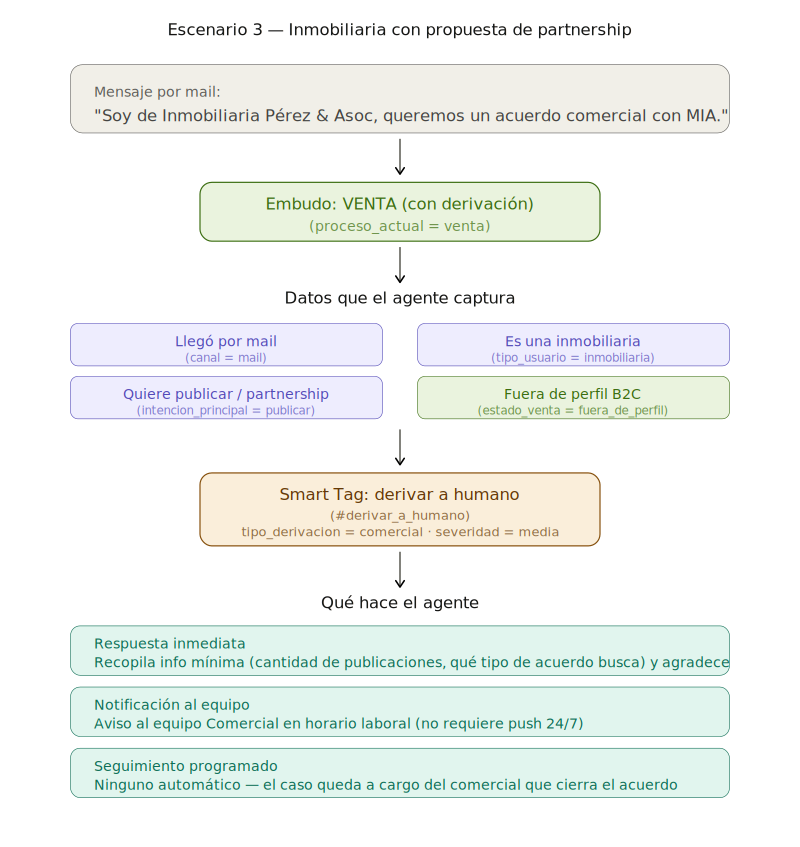 Escenario 3 — Inmobiliaria con propuesta de partnership
Mensaje por mail:
"Soy de Inmobiliaria Pérez & Asoc, queremos un acuerdo comercial con MIA."
Embudo: VENTA (con derivación)
(proceso_actual = venta)
Datos que el agente captura
Llegó por mail
(canal = mail)
Es una inmobiliaria
(tipo_usuario = inmobiliaria)
Quiere publicar / partnership
(intencion_principal = publicar)
Fuera de perfil B2C
(estado_venta = fuera_de_perfil)
Smart Tag: derivar a humano
(#derivar_a_humano)
tipo_derivacion = comercial · severidad = media
Qué hace el agente
Respuesta inmediata
Recopila info mínima (cantidad de publicaciones, qué tipo de acuerdo busca) y agradece
Notificación al equipo
Aviso al equipo Comercial en horario laboral (no requiere push 24/7)
Seguimiento programado
Ninguno automático — el caso queda a cargo del comercial que cierra el acuerdo